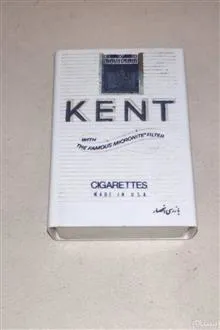 KENT
WITH
THE FAMOUS MICRONITE FILTER
CIGARETTES
MADE IN U.S.A.